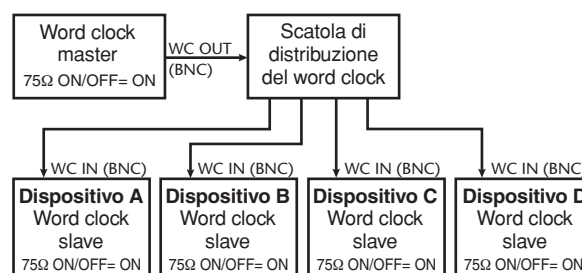 Word clock
master
75Ω ON/OFF= ON
WC OUT
(BNC)
Scatola di
distribuzione
del word clock
WC IN (BNC)
WC IN (BNC)
WC IN (BNC)
WC IN (BNC)
Dispositivo A
Word clock
slave
75Ω ON/OFF= ON
Dispositivo B
Word clock
slave
75Ω ON/OFF= ON
Dispositivo C
Word clock
slave
75Ω ON/OFF= ON
Dispositivo D
Word clock
slave
75Ω ON/OFF= ON